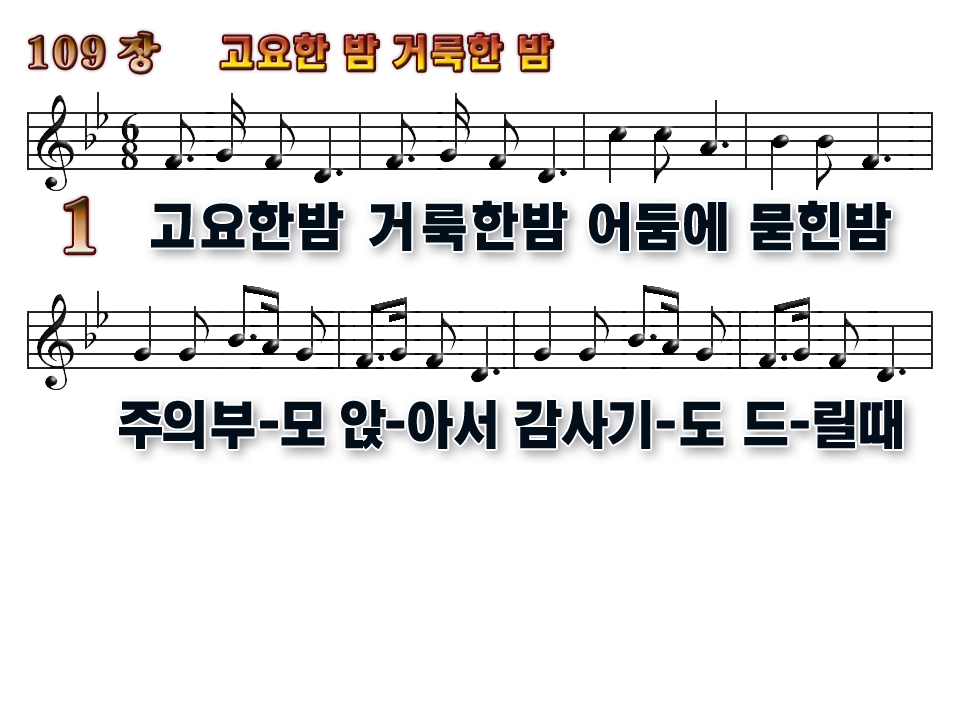 109 장 고요한 밤 거룩한 밤
6
8
1 고요한밤 거룩한밤 어둠에 묻힌밤
주의부-모 앉-아서 감사기-도 드-릴때